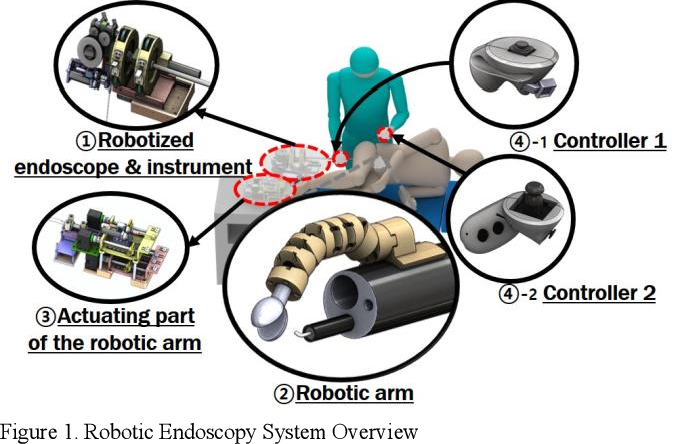 ①Robotized
endoscope & instrument
④-1 Controller 1
③Actuating part
of the robotic arm
④-2 Controller 2
②Robotic arm
Figure 1. Robotic Endoscopy System Overview